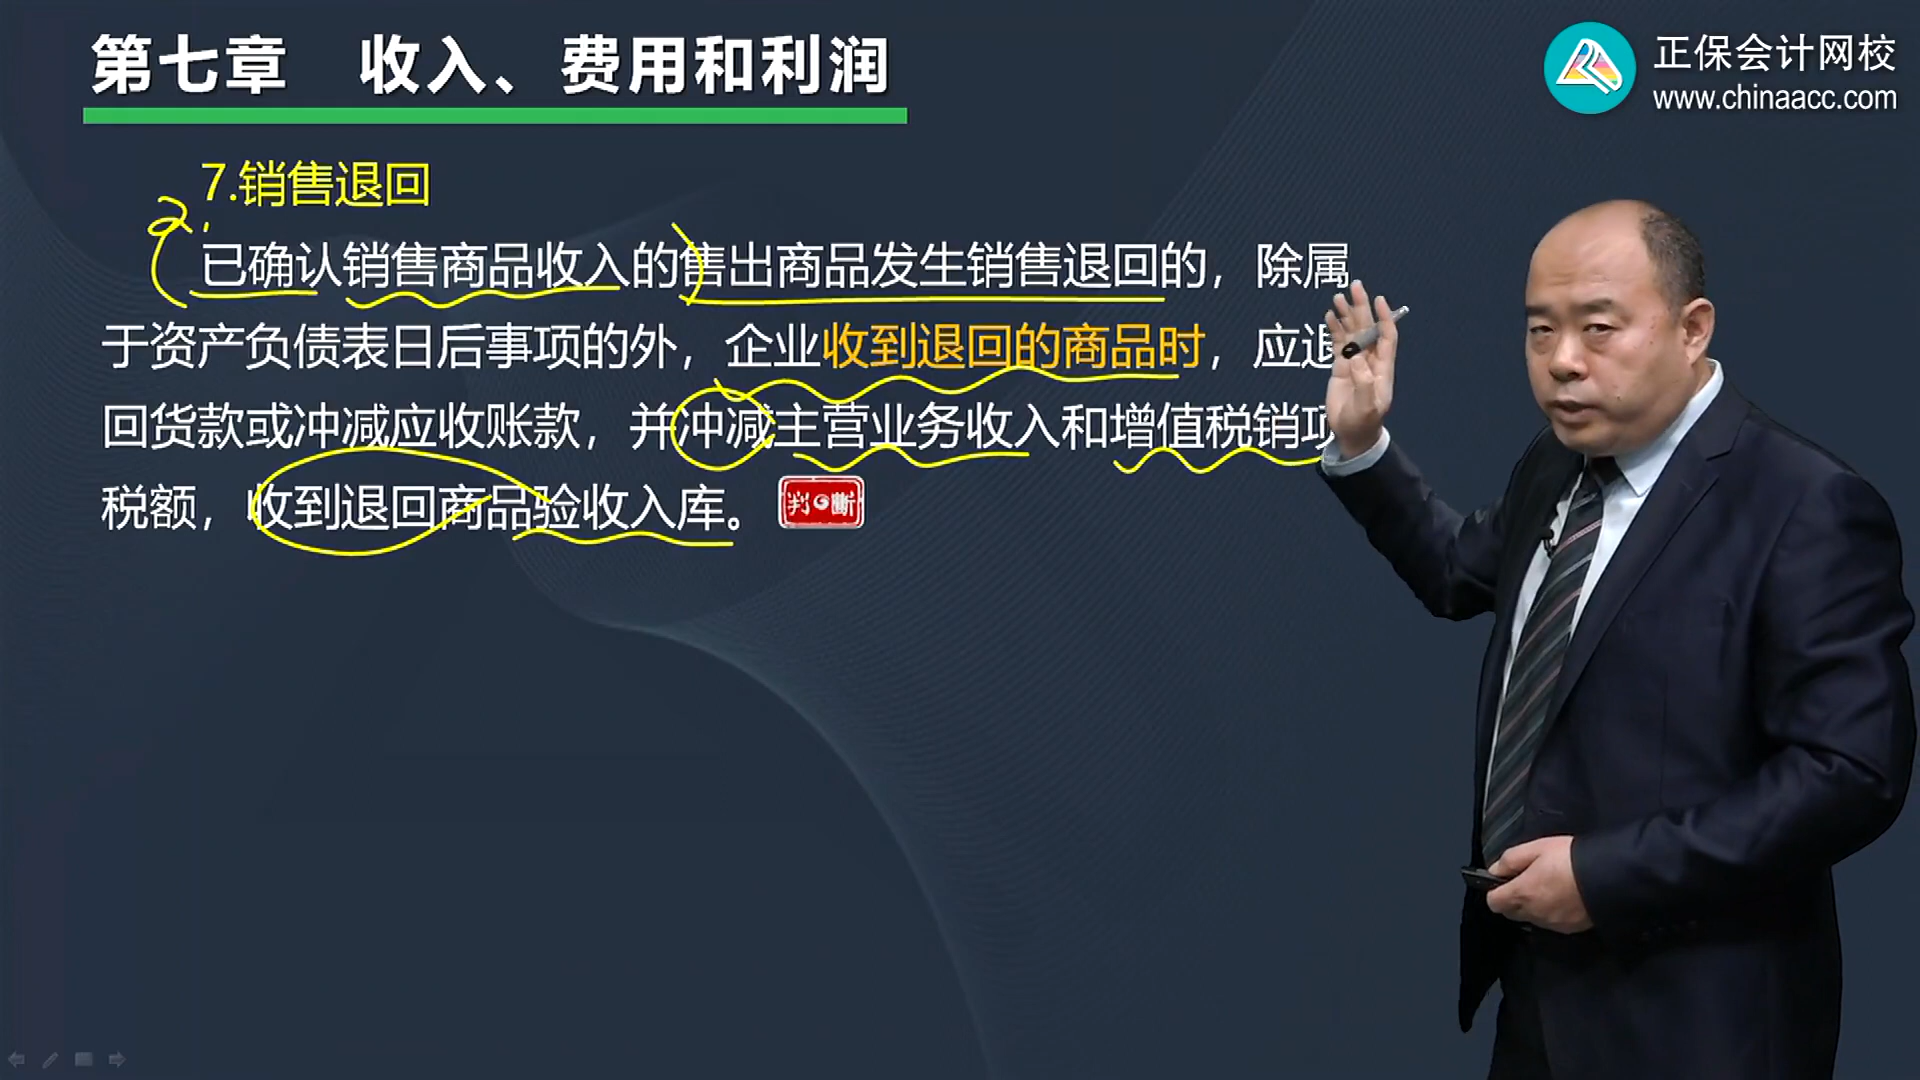 第七章 收入、费用和利润
正保会计网校
www.chinaacc.com
7.销售退回
已确认销售商品收入的售出商品发生销售退回的，除属
于资产负债表日后事项的外，企业收到退回的商品时，应退
回货款或冲减应收账款，并冲减主营业务收入和增值税销项
税额，收到退回商品验收入库。 判断